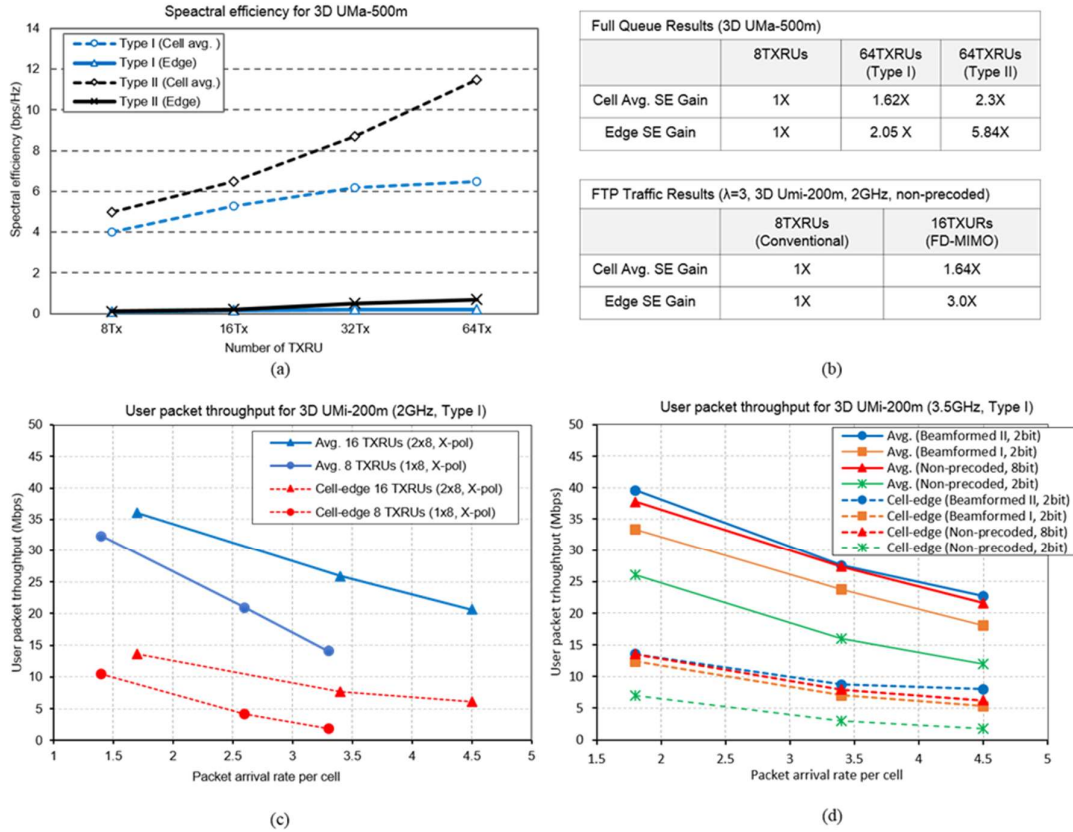 Speactral efficiency for 3D UMa-500m
Spectral efficiency (bps/Hz)
14
12
10
8
6
4
2
0
Type I (Cell avg. )
Type I (Edge)
Type II (Cell avg.)
Type II (Edge)
8Tx 16Tx 32Tx 64Tx
Number of TXRU
(a)
Full Queue Results (3D UMa-500m)
8TXRUs 64TXRUs (Type I) 64TXRUs (Type II)
Cell Avg. SE Gain 1X 1.62X 2.3X
Edge SE Gain 1X 2.05 X 5.84X
FTP Traffic Results (λ=3, 3D Umi-200m, 2GHz, non-precoded)
8TXRUs (Conventional) 16TXURs (FD-MIMO)
Cell Avg. SE Gain 1X 1.64X
Edge SE Gain 1X 3.0X
(b)
User packet throughput for 3D UMi-200m (2GHz, Type I)
User packet trhoughtput (Mbps)
50
45
40
35
30
25
20
15
10
5
0
Avg. 16 TXRUs (2x8, X-pol)
Avg. 8 TXRUs (1x8, X-pol)
Cell-edge 16 TXRUs (2x8, X-pol)
Cell-edge 8 TXRUs (1x8, X-pol)
1 1.5 2 2.5 3 3.5 4 4.5 5
Packet arrival rate per cell
(c)
User packet throughput for 3D UMi-200m (3.5GHz, Type I)
User packet trhoughtput (Mbps)
50
45
40
35
30
25
20
15
10
5
0
Avg. (Beamformed II, 2bit)
Avg. (Beamformed I, 2bit)
Avg. (Non-precoded, 8bit)
Avg. (Non-precoded, 2bit)
Cell-edge (Beamformed II, 2bit)
Cell-edge (Beamformed I, 2bit)
Cell-edge (Non-precoded, 8bit)
Cell-edge (Non-precoded, 2bit)
1.5 2 2.5 3 3.5 4 4.5 5
Packet arrival rate per cell
(d)